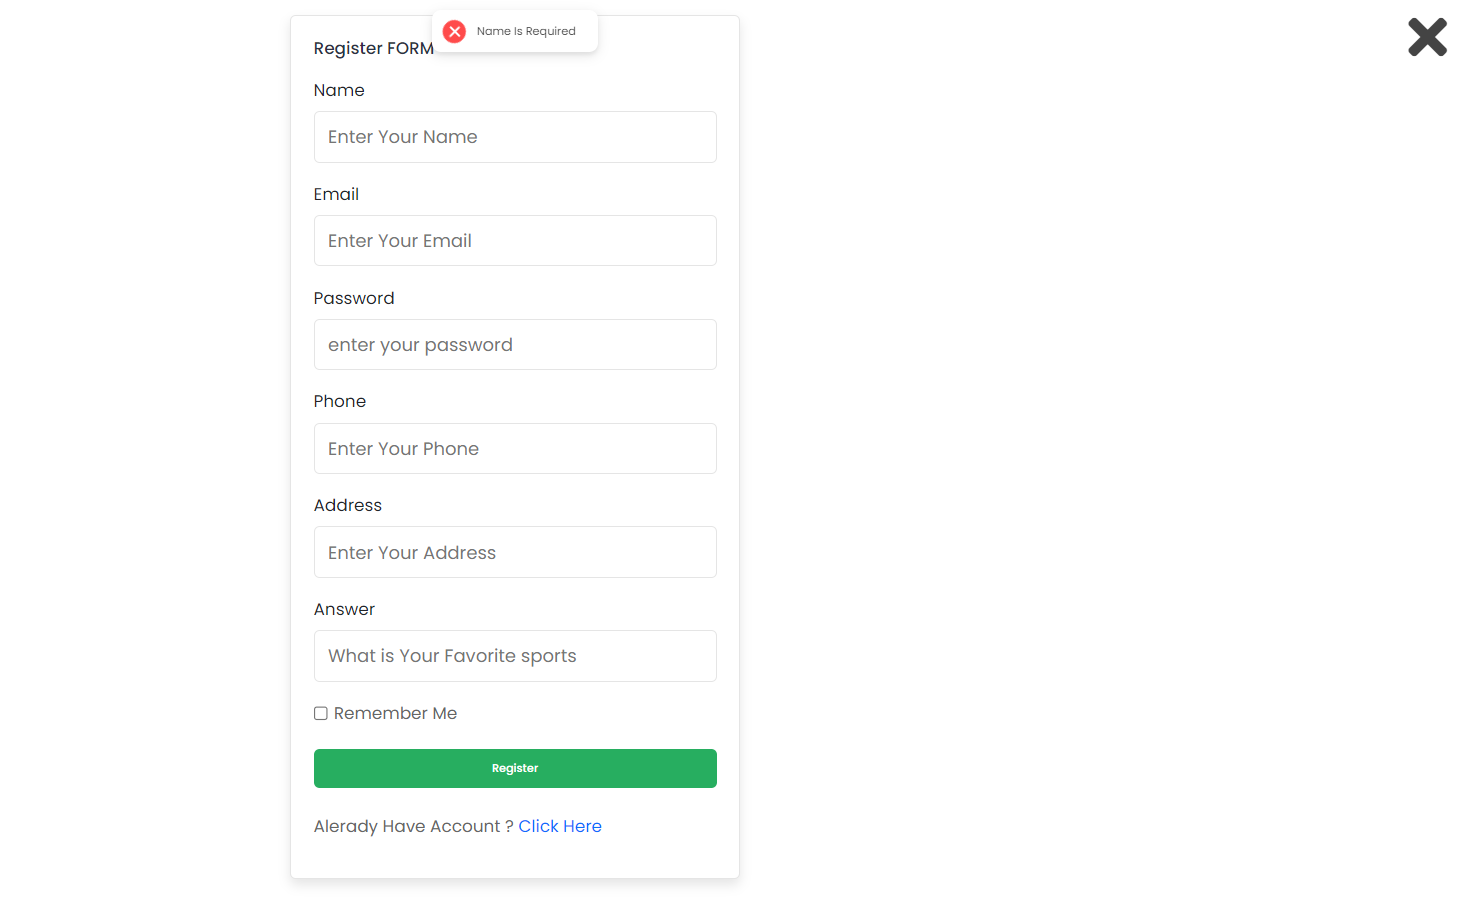 Name Is Required
Register FORM
Name
Enter Your Name
Email
Enter Your Email
Password
enter your password
Phone
Enter Your Phone
Address
Enter Your Address
Answer
What is Your Favorite sports
Remember Me
Register
Alerady Have Account ? Click Here